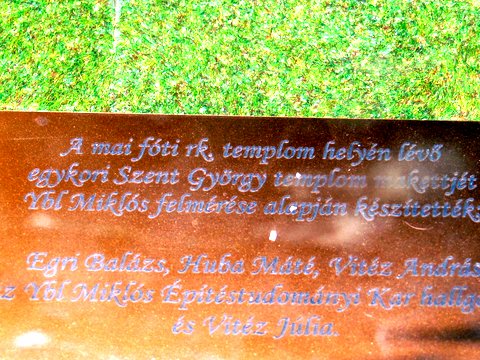 A mai fóti rk. templom helyén lévő
egykori Szent György templom makettjét
Ybl Miklós felmérése alapján készítették:
Egri Balázs, Huba Máté, Vitéz András
az Ybl Miklós Építéstudományi Kar
és Vitéz Júlia.